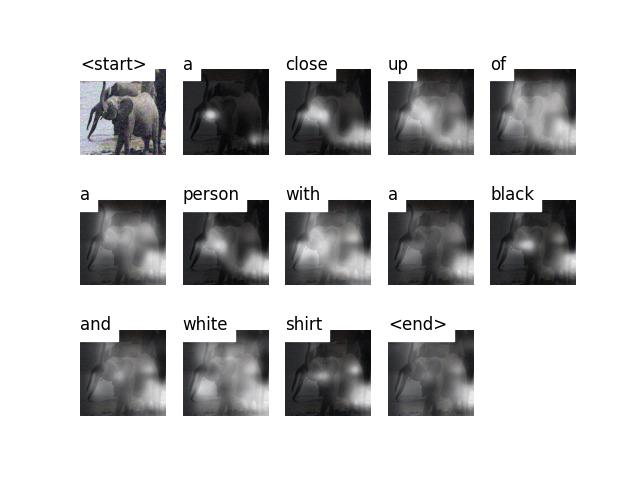 <start> a close up of
a person with a black
and white shirt <end>